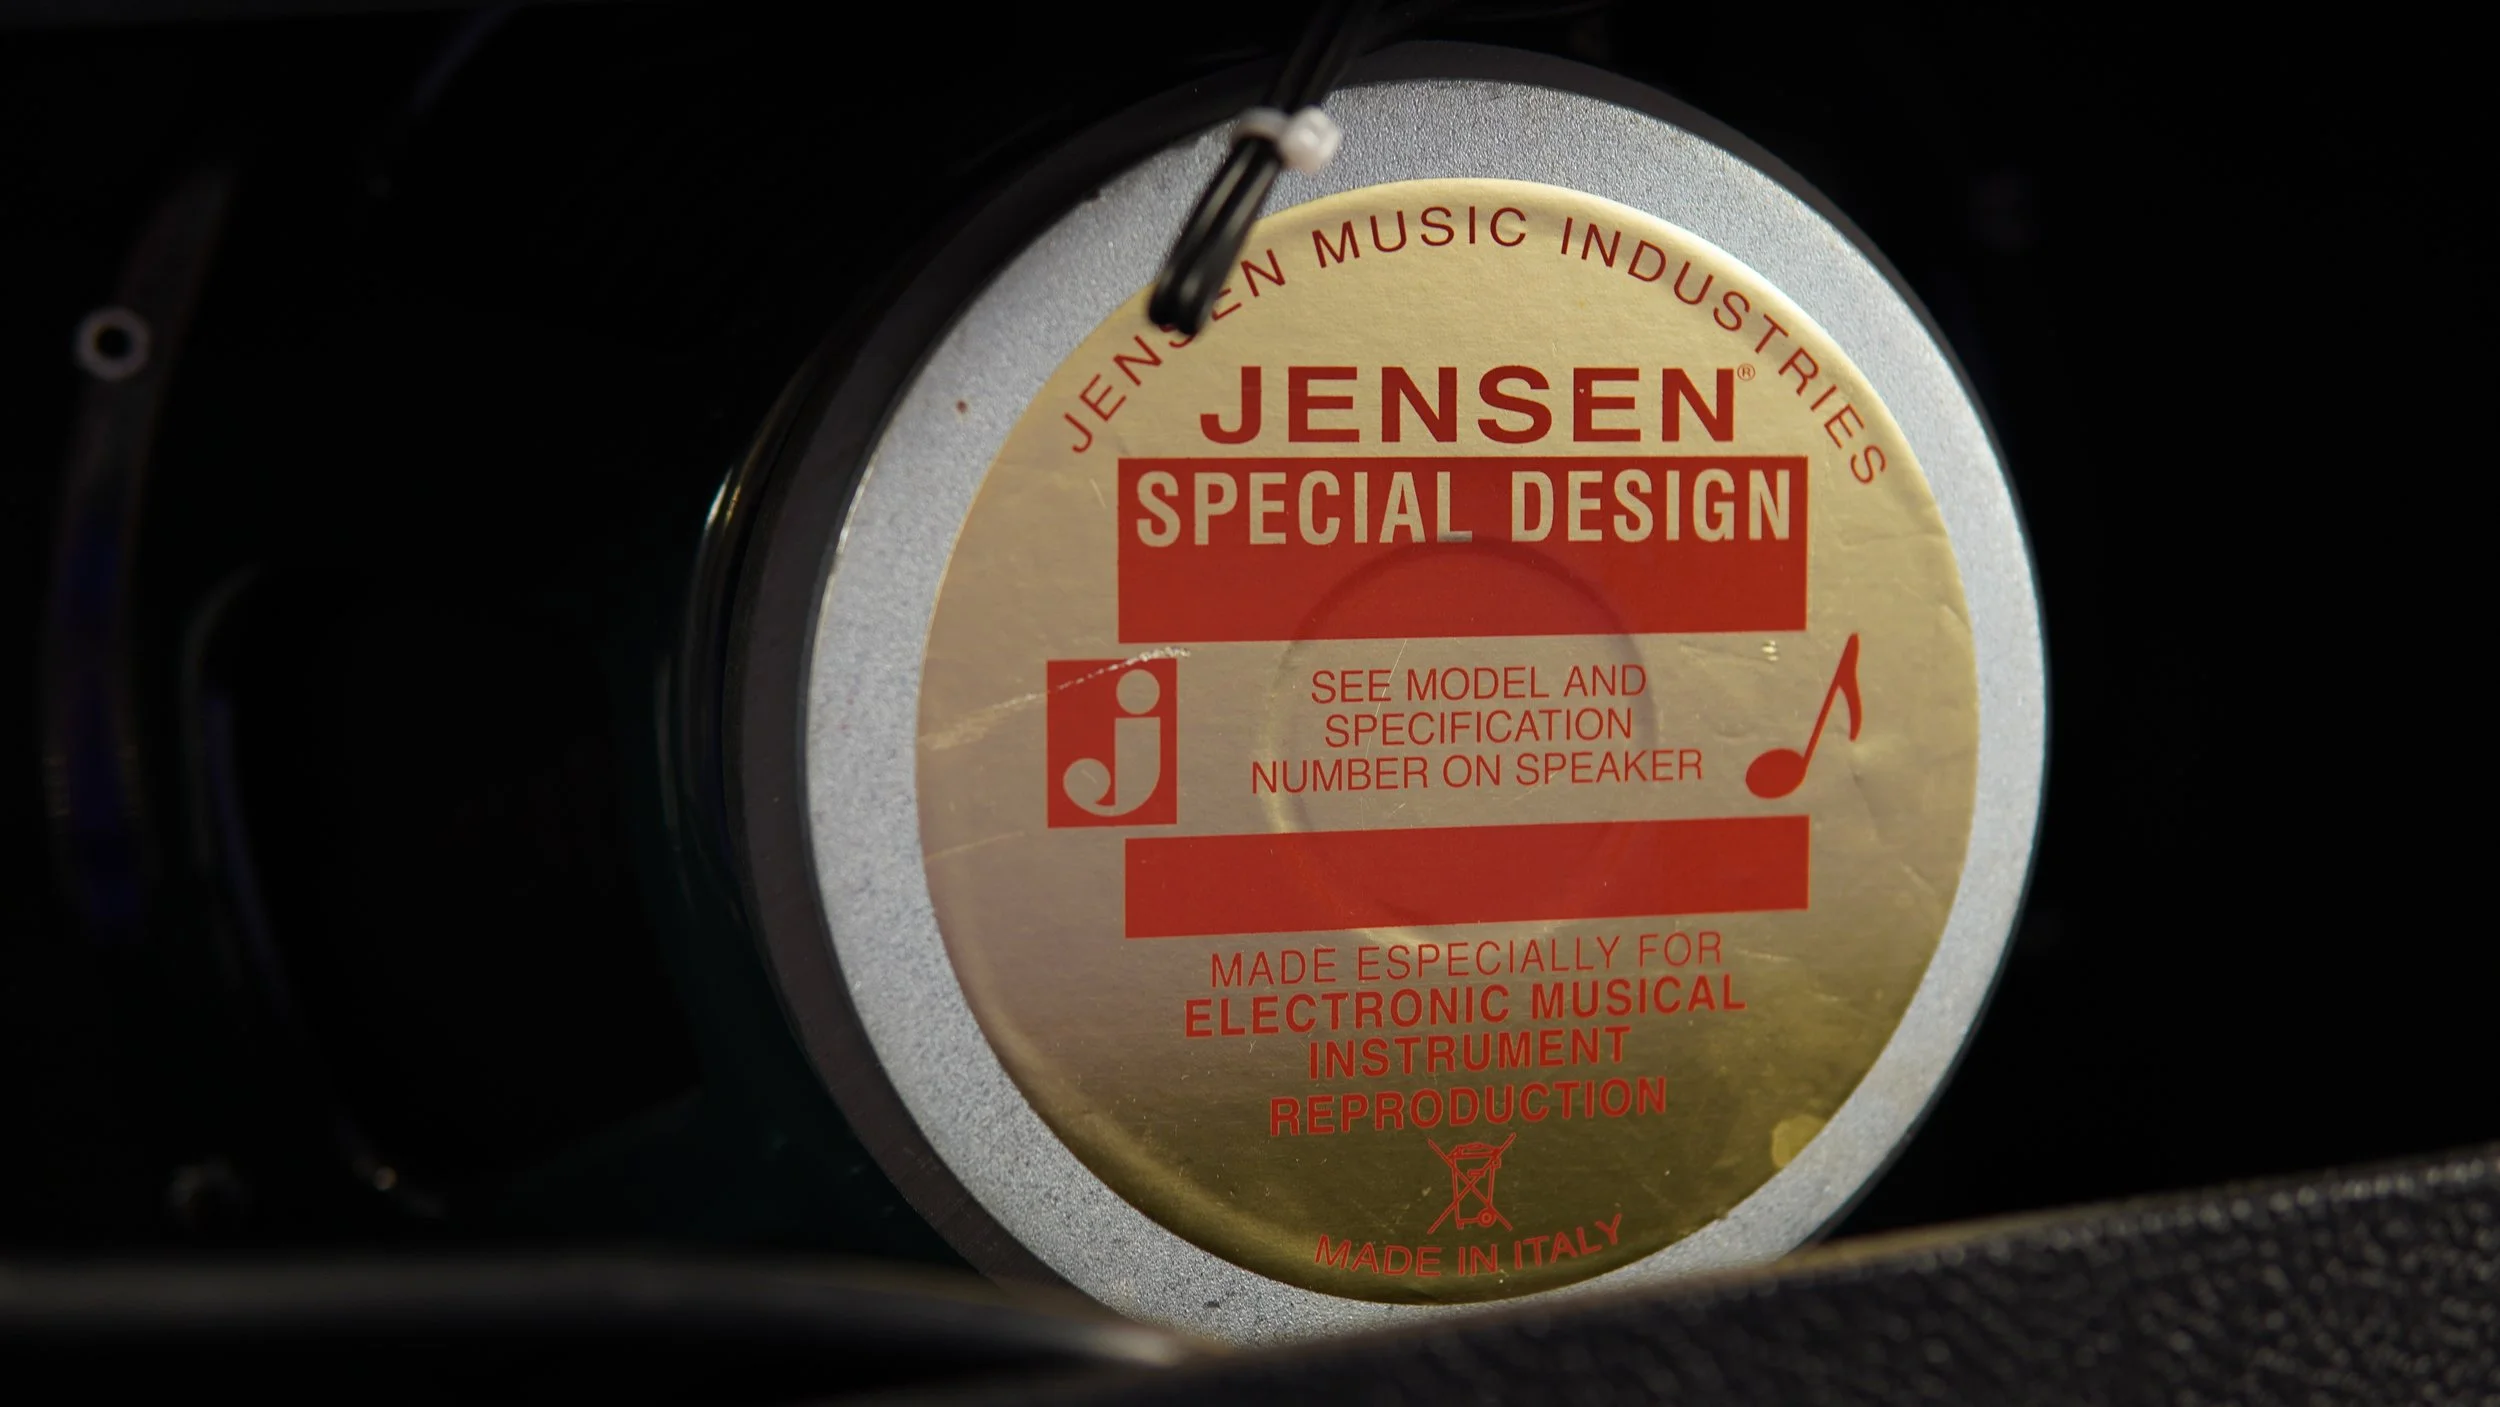 JENSEN MUSIC INDUSTRIES
JENSEN®
SPECIAL DESIGN
j
SEE MODEL AND
SPECIFICATION
NUMBER ON SPEAKER
MADE ESPECIALLY FOR
ELECTRONIC MUSICAL
INSTRUMENT
REPRODUCTION
MADE IN ITALY